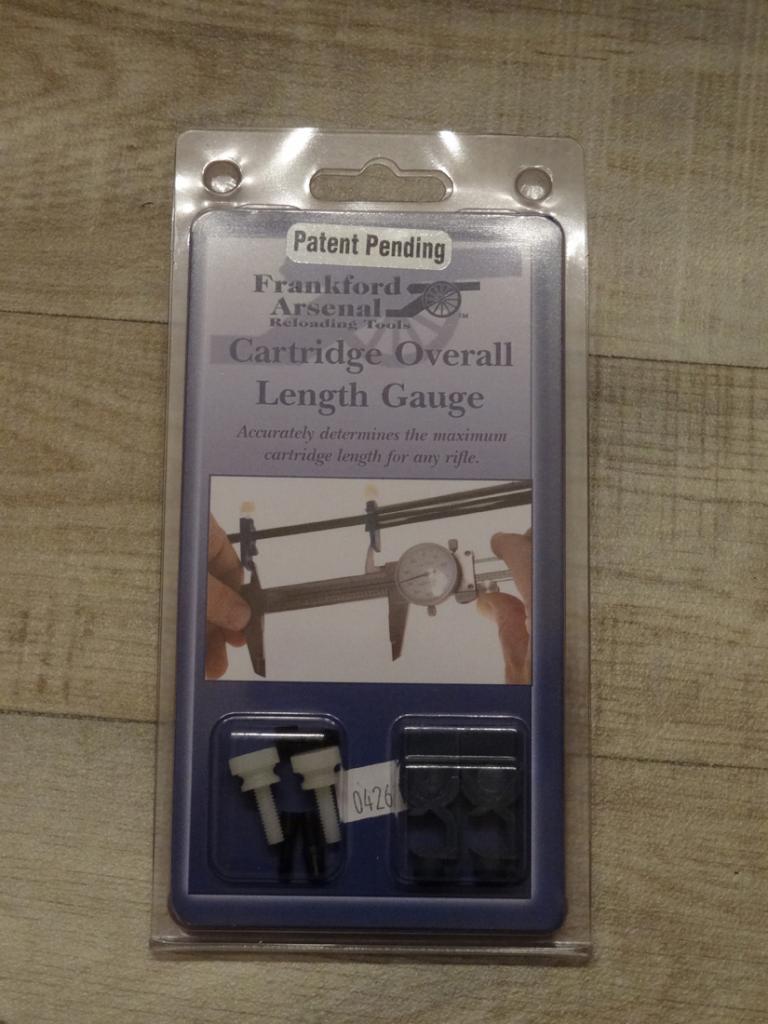 Patent Pending
Frankford
Arsenal
Reloading Tools
TM
Cartridge Overall
Length Gauge
Accurately determines the maximum
cartridge length for any rifle.
0426